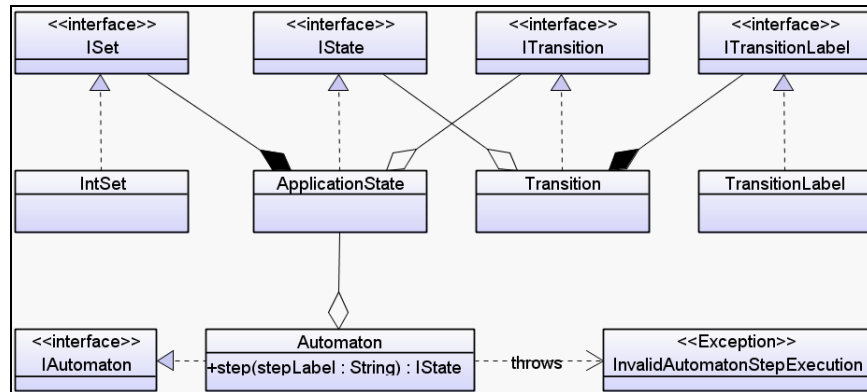 <<interface>>
ISet
<<interface>>
IState
<<interface>>
ITransition
<<interface>>
ITransitionLabel
IntSet
ApplicationState
Transition
TransitionLabel
<<interface>>
IAutomaton
Automaton
+step(stepLabel : String) : IState
throws
<<Exception>>
InvalidAutomatonStepExecution